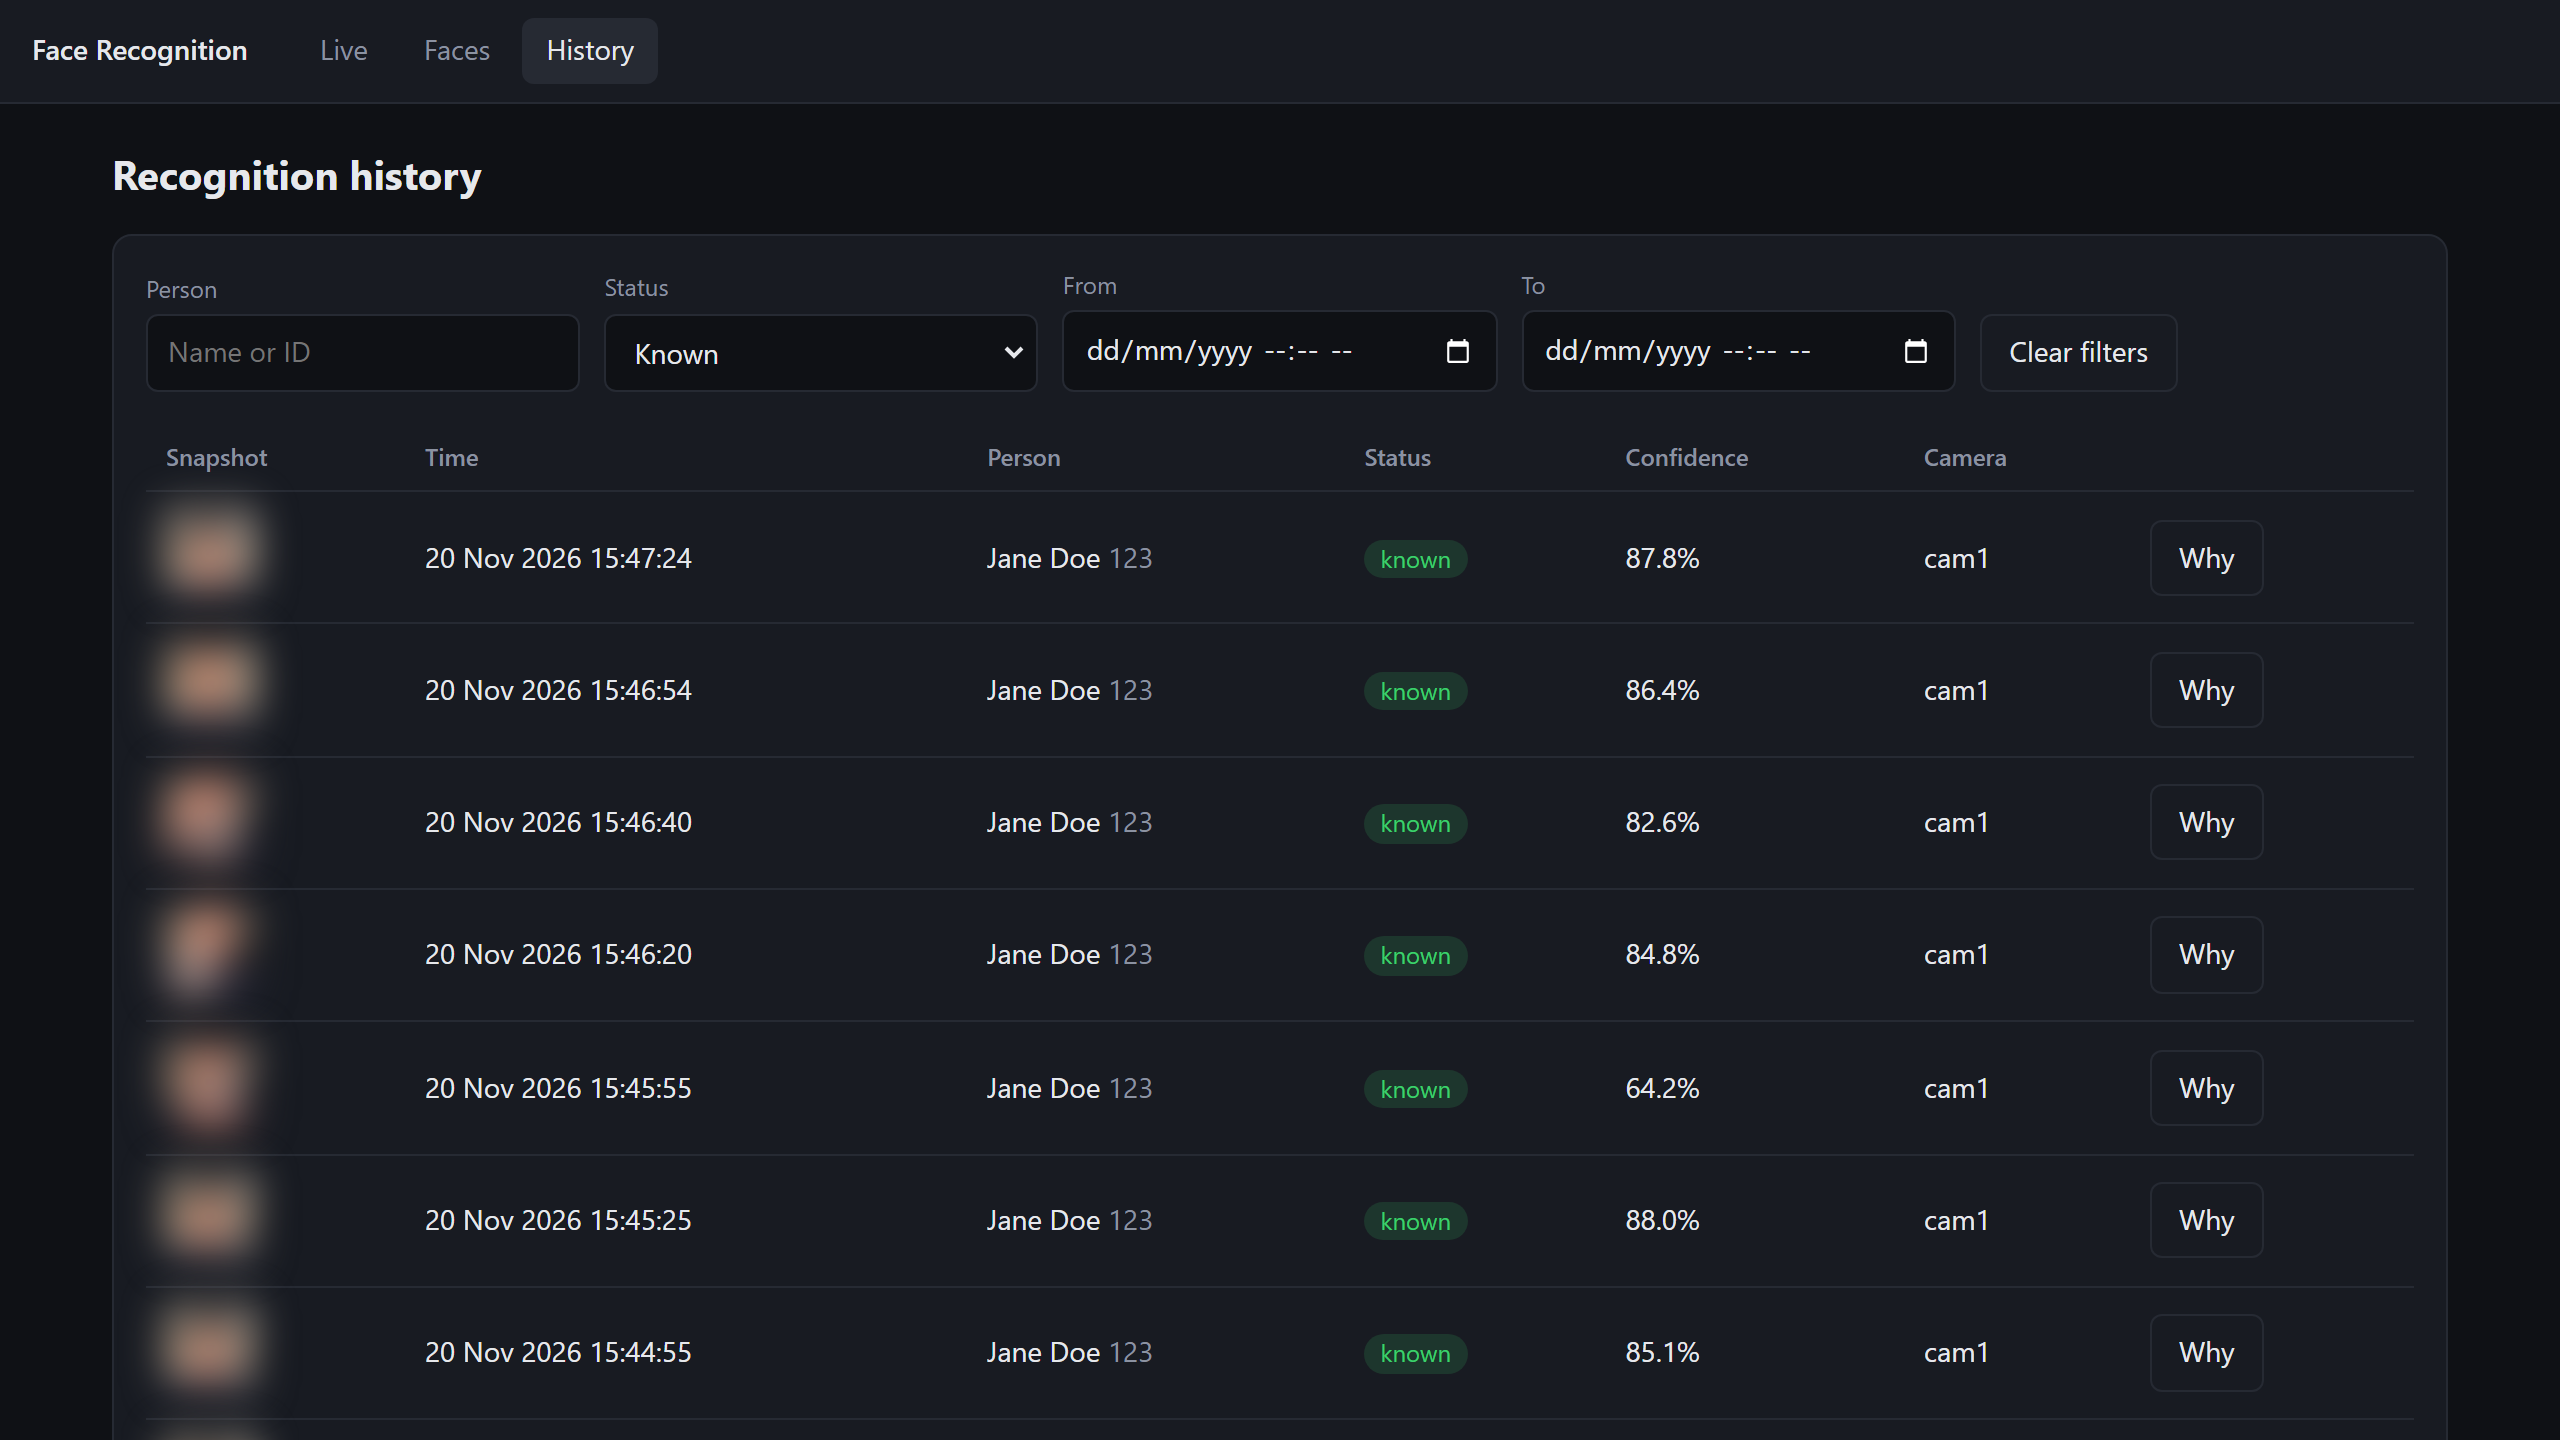 Face Recognition Live Faces History
Recognition history
Person Status From To
Name or ID Known dd/mm/yyyy --:-- -- dd/mm/yyyy --:-- -- Clear filters
Snapshot Time Person Status Confidence Camera
20 Nov 2026 15:47:24 Jane Doe 123 known 87.8% cam1 Why
20 Nov 2026 15:46:54 Jane Doe 123 known 86.4% cam1 Why
20 Nov 2026 15:46:40 Jane Doe 123 known 82.6% cam1 Why
20 Nov 2026 15:46:20 Jane Doe 123 known 84.8% cam1 Why
20 Nov 2026 15:45:55 Jane Doe 123 known 64.2% cam1 Why
20 Nov 2026 15:45:25 Jane Doe 123 known 88.0% cam1 Why
20 Nov 2026 15:44:55 Jane Doe 123 known 85.1% cam1 Why